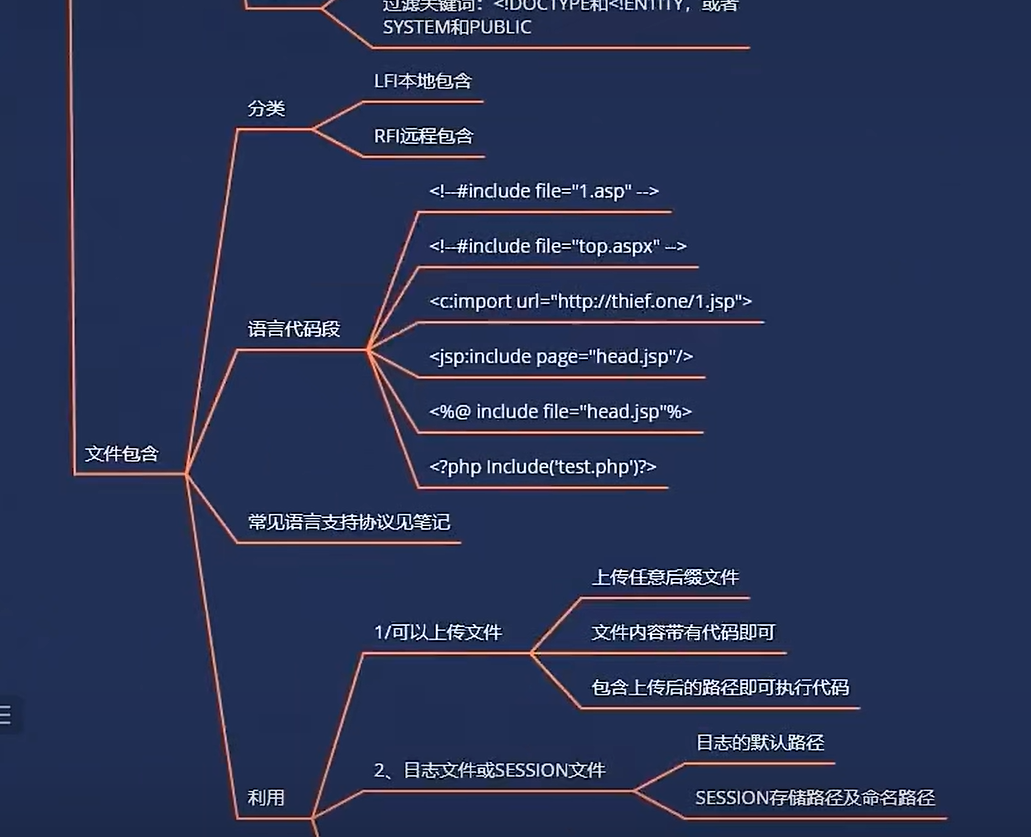 过滤关键词：<!DOCTYPE和<!ENTITY，或者
SYSTEM和PUBLIC
LFI本地包含
分类
RFI远程包含
<!--#include file="1.asp" -->
<!--#include file="top.aspx" -->
<c:import url="http://thief.one/1.jsp">
语言代码段
<jsp:include page="head.jsp"/>
<%@ include file="head.jsp"%>
文件包含
<?php Include('test.php')?>
常见语言支持协议见笔记
上传任意后缀文件
1/可以上传文件
文件内容带有代码即可
包含上传后的路径即可执行代码
日志的默认路径
2、日志文件或SESSION文件
利用
SESSION存储路径及命名路径